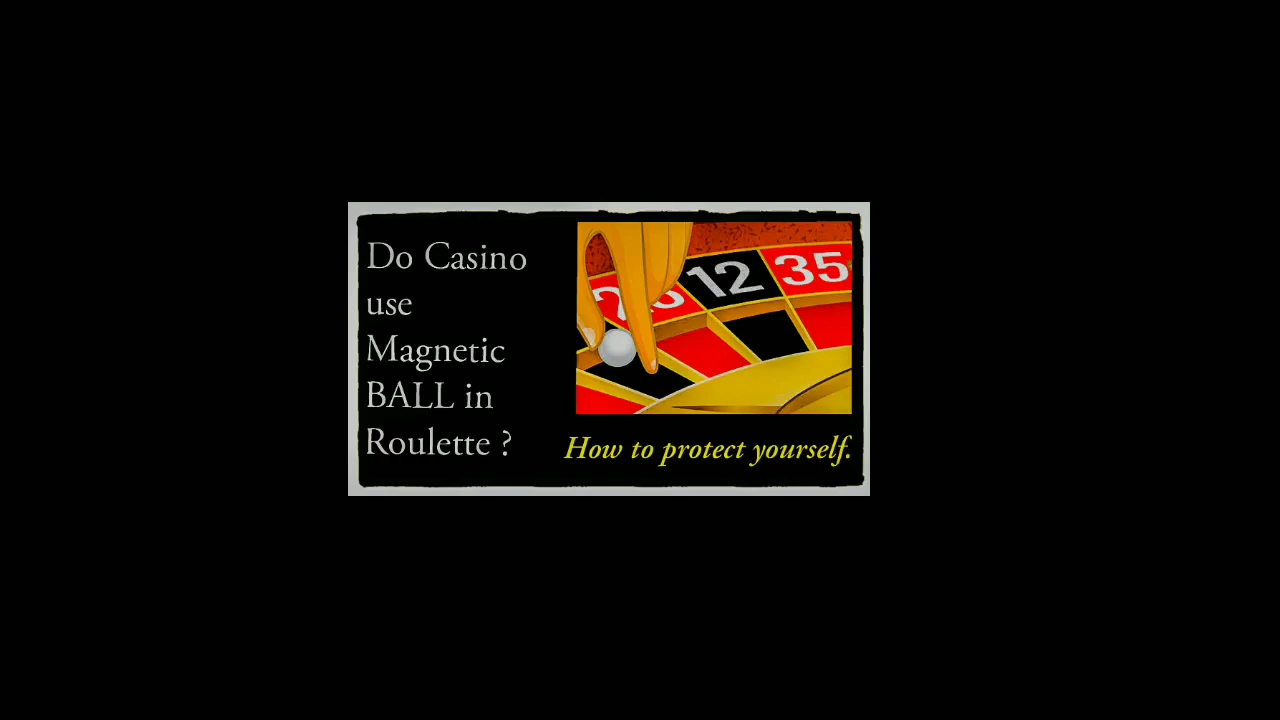 Do Casino
use
Magnetic
BALL in
Roulette ?
12
35
How to protect yourself.